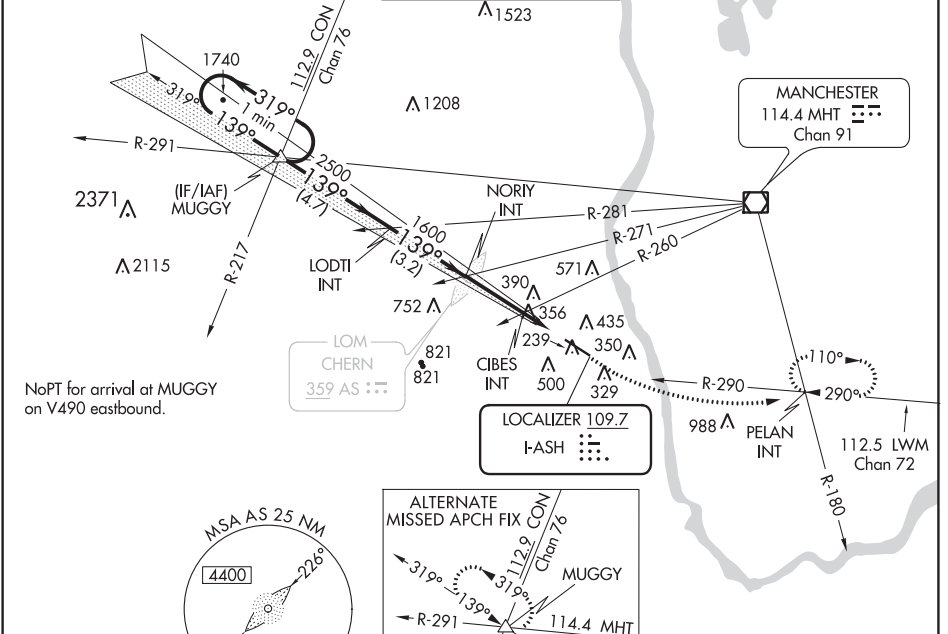 1523
112.9 CON
Chan 76
1740
319°
319°
1 min
139°
1208
MANCHESTER
114.4 MHT
Chan 91
R-291
2500
139°
(4.7)
(IF/IAF)
MUGGY
2371
NORIY
INT
R-281
1600
139°
(3.2)
R-271
R-260
R-217
2115
LODTI
INT
571
390
752
356
435
239
350
LOM
CHERN
359 AS
821
821
CIBES
INT
500
329
110°
R-290
290°
NoPT for arrival at MUGGY
on V490 eastbound.
LOCALIZER 109.7
I-ASH
988
PELAN
INT
112.5 LWM
Chan 72
R-180
MSA AS 25 NM
4400
226°
ALTERNATE
MISSED APCH FIX
112.9 CON
Chan 76
319°
319°
MUGGY
139°
R-291
114.4 MHT